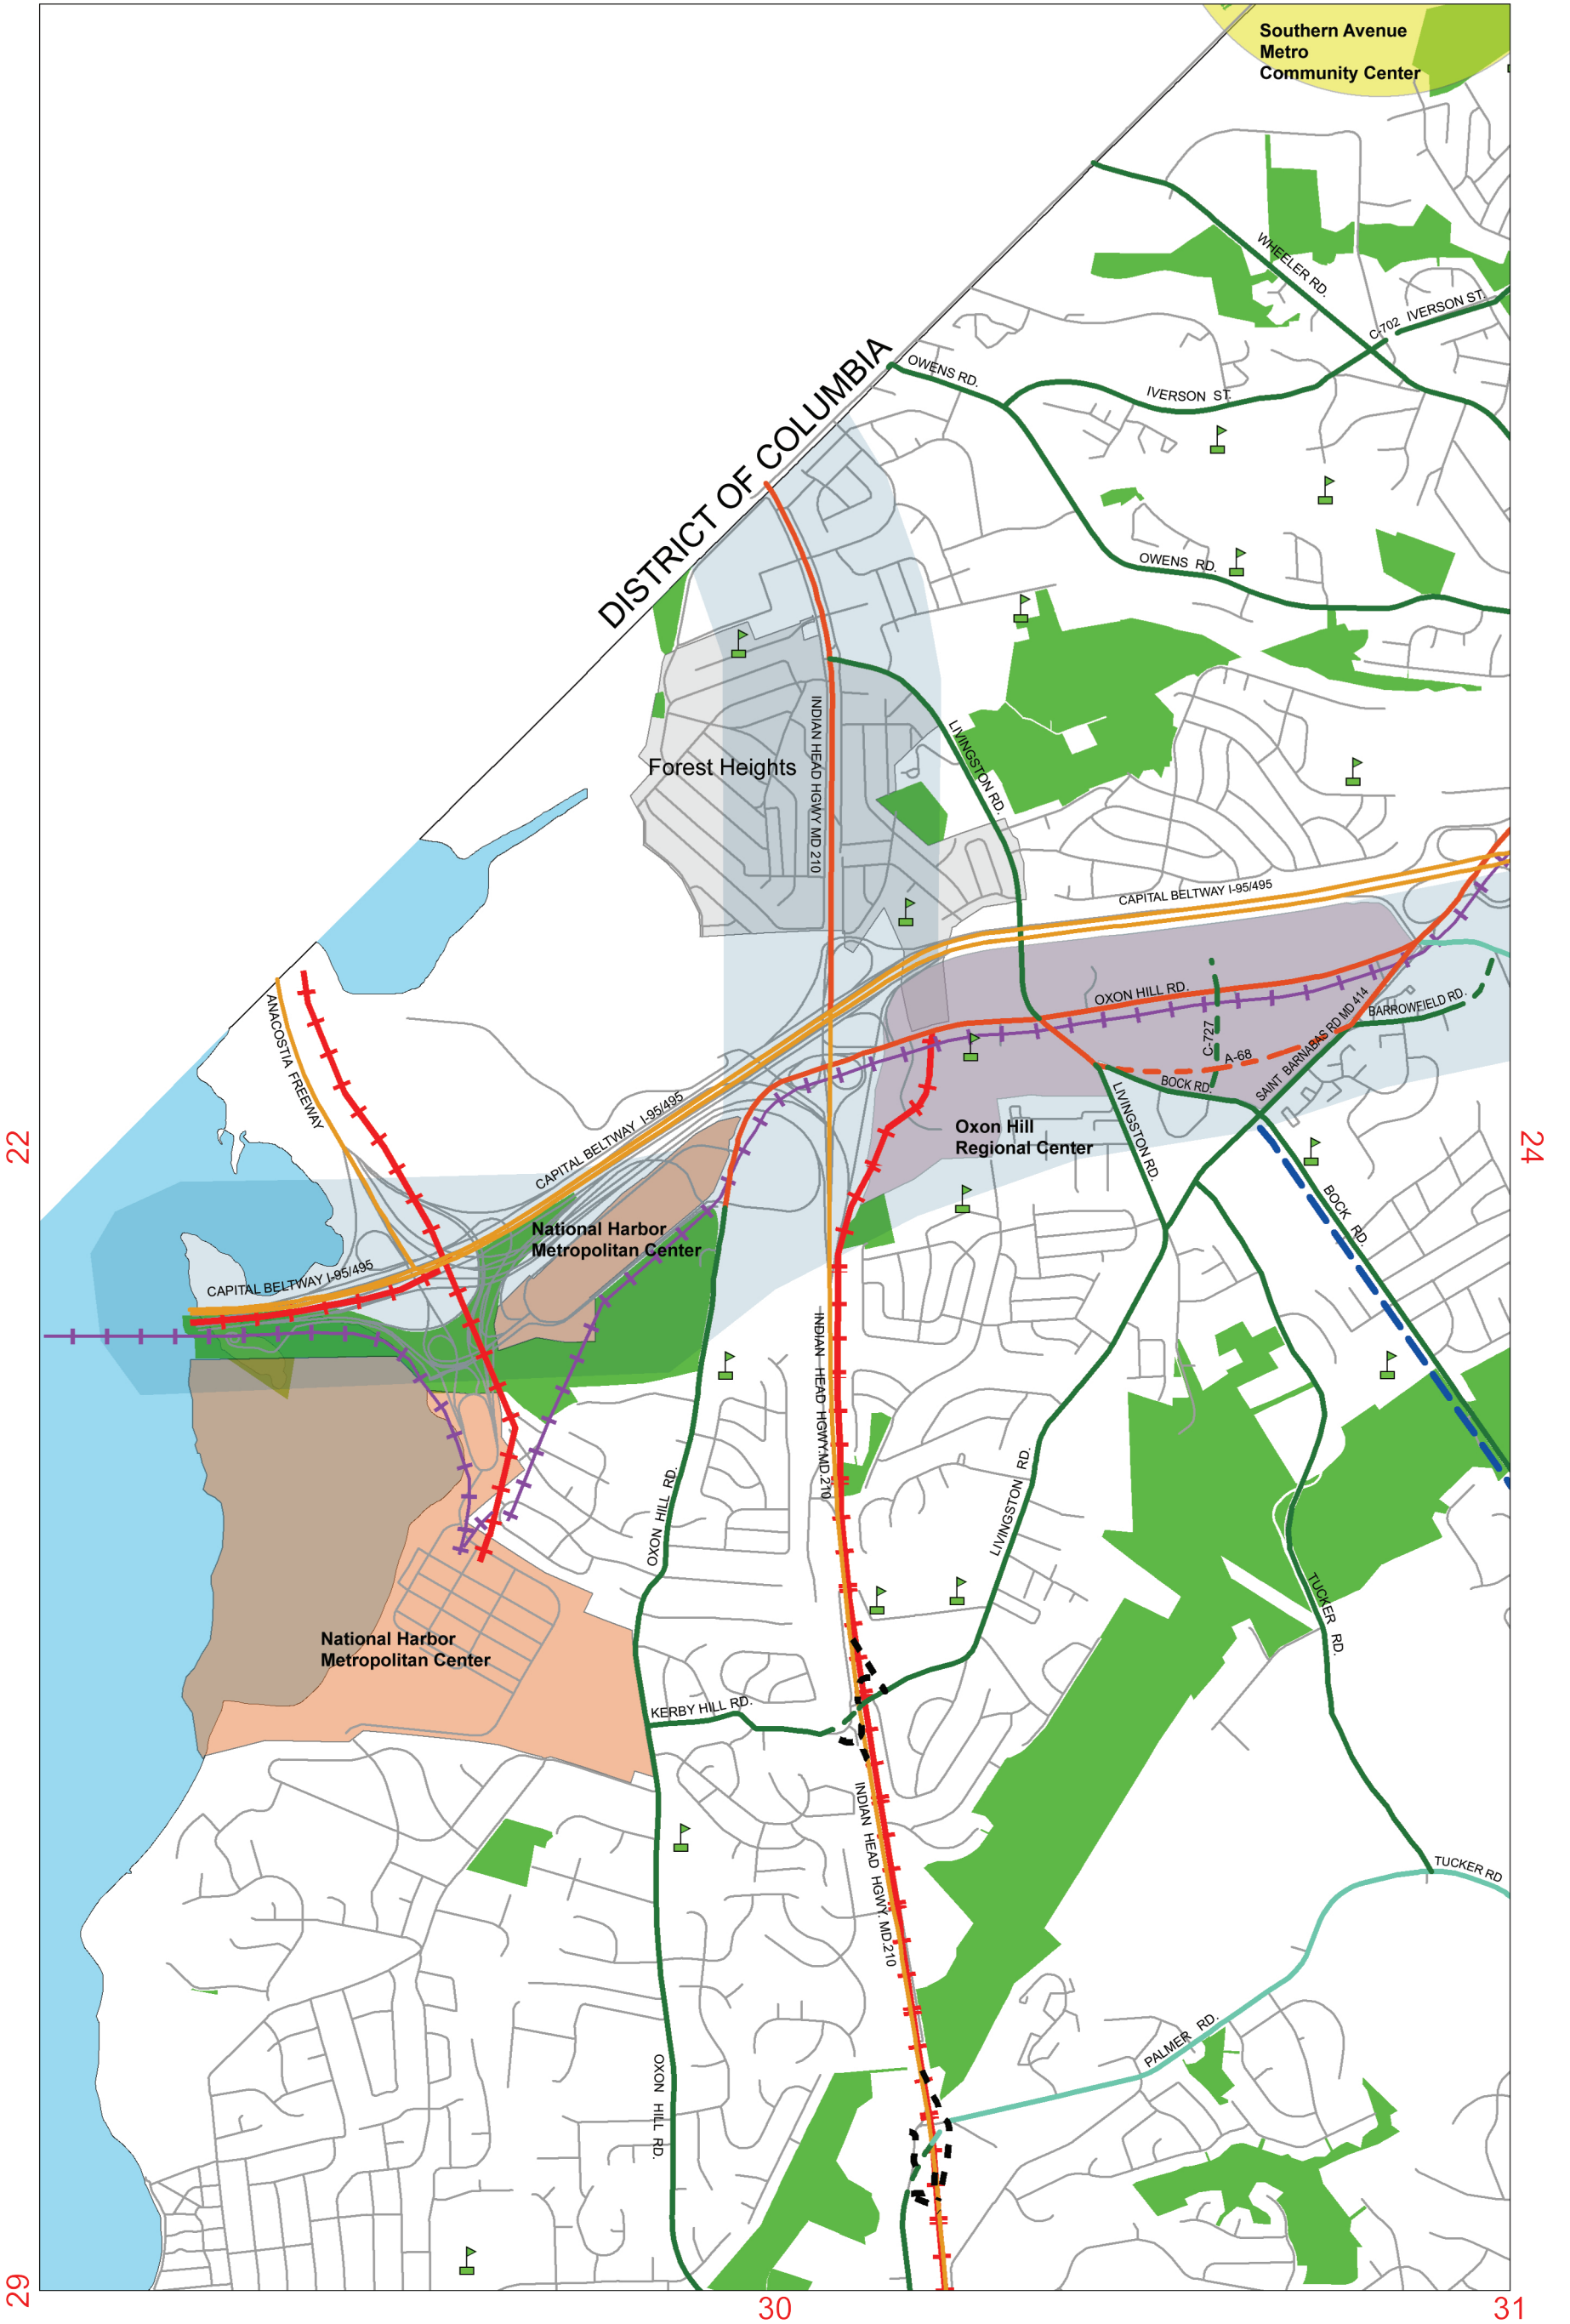 Southern Avenue
Metro
Community Center
WHEELER RD.
C-702 IVERSON ST.
DISTRICT OF COLUMBIA
OWENS RD.
IVERSON ST.
OWENS RD.
INDIAN HEAD HGWY MD 210
LIVINGSTON RD.
Forest Heights
CAPITAL BELTWAY I-95/495
ANACOSTIA FREEWAY
OXON HILL RD.
BARROWFIELD RD.
C-727
A-68
SAINT BARNABAS RD MD 414
BOCK RD.
CAPITAL BELTWAY I-95/495
LIVINGSTON RD.
Oxon Hill
Regional Center
22
24
BOCK RD.
National Harbor
Metropolitan Center
CAPITAL BELTWAY I-95/495
INDIAN HEAD HGWY.MD.210
OXON HILL RD.
LIVINGSTON RD.
TUCKER RD.
National Harbor
Metropolitan Center
KERBY HILL RD.
INDIAN HEAD HGWY. MD.210
TUCKER RD
PALMER RD.
OXON HILL RD.
29
30
31